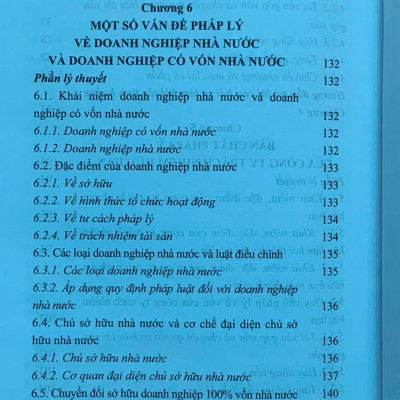 Chương 6
MỘT SỐ VẤN ĐỀ PHÁP LÝ
VỀ DOANH NGHIỆP NHÀ NƯỚC
VÀ DOANH NGHIỆP CÓ VỐN NHÀ NƯỚC 132
Phần lý thuyết 132
6.1. Khái niệm doanh nghiệp nhà nước và doanh
nghiệp có vốn nhà nước 132
6.1.1. Doanh nghiệp có vốn nhà nước 132
6.1.2. Doanh nghiệp nhà nước 132
6.2. Đặc điểm của doanh nghiệp nhà nước 133
6.2.1. Về sở hữu 133
6.2.2. Về hình thức tổ chức hoạt động 133
6.2.3. Về tư cách pháp lý 134
6.2.4. Về trách nhiệm tài sản 134
6.3. Các loại doanh nghiệp nhà nước và luật điều chỉnh 135
6.3.1. Các loại doanh nghiệp nhà nước 135
6.3.2. Áp dụng quy định pháp luật đối với doanh nghiệp
nhà nước 136
6.4. Chủ sở hữu nhà nước và cơ chế đại diện chủ sở
hữu nhà nước 136
6.4.1. Chủ sở hữu nhà nước 136
6.4.2. Cơ quan đại diện chủ sở hữu nhà nước 137
6.5. Chuyển đổi sở hữu doanh nghiệp 100% vốn nhà nước 140